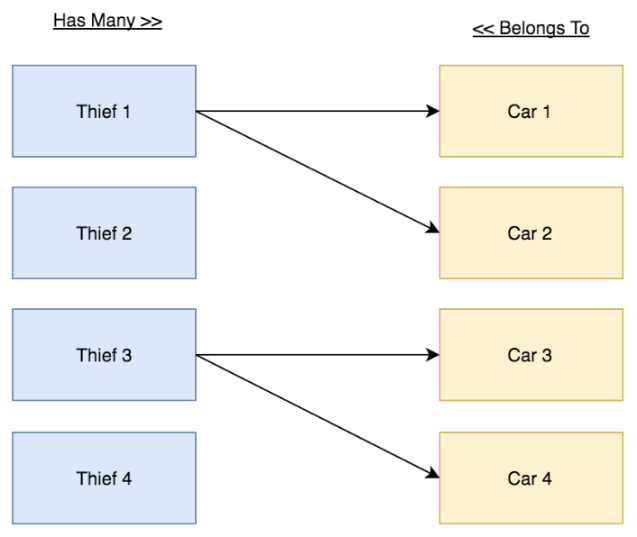 Has Many >>
<< Belongs To
Thief 1
Car 1
Thief 2
Car 2
Thief 3
Car 3
Thief 4
Car 4